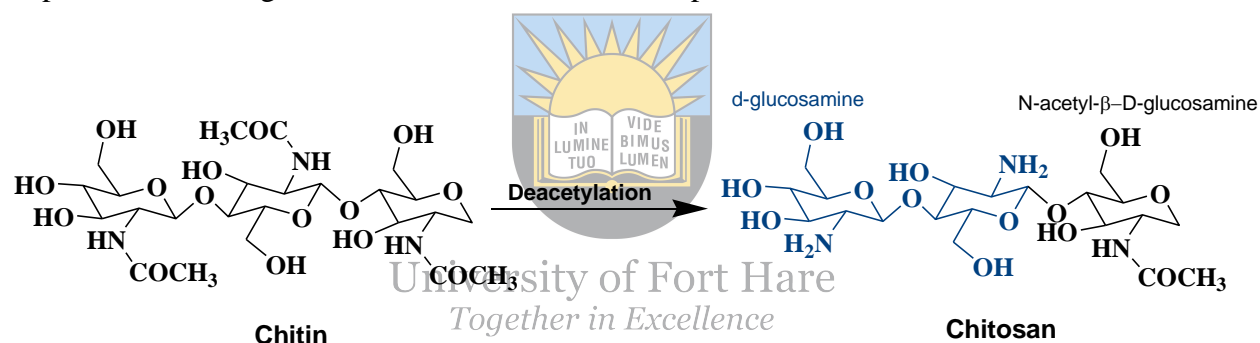 d-glucosamine
N-acetyl-β–D-glucosamine
OH
H₃COC
NH
OH
HO
O
HO
HO
O
O
O
O
HN
COCH₃
OH
HO
HN
COCH₃
Deacetylation
IN
LUMINE
TUO
VIDE
BIMUS
LUMEN
OH
HO
NH₂
OH
HO
HO
H₂N
O
O
O
O
O
HO
OH
HN
COCH₃
University of Fort Hare
Together in Excellence
Chitin
Chitosan